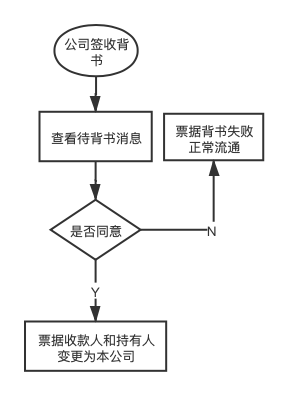 公司签收背
书
查看待背书消息
票据背书失败
正常流通
是否同意
N
Y
票据收款人和持有人
变更为本公司